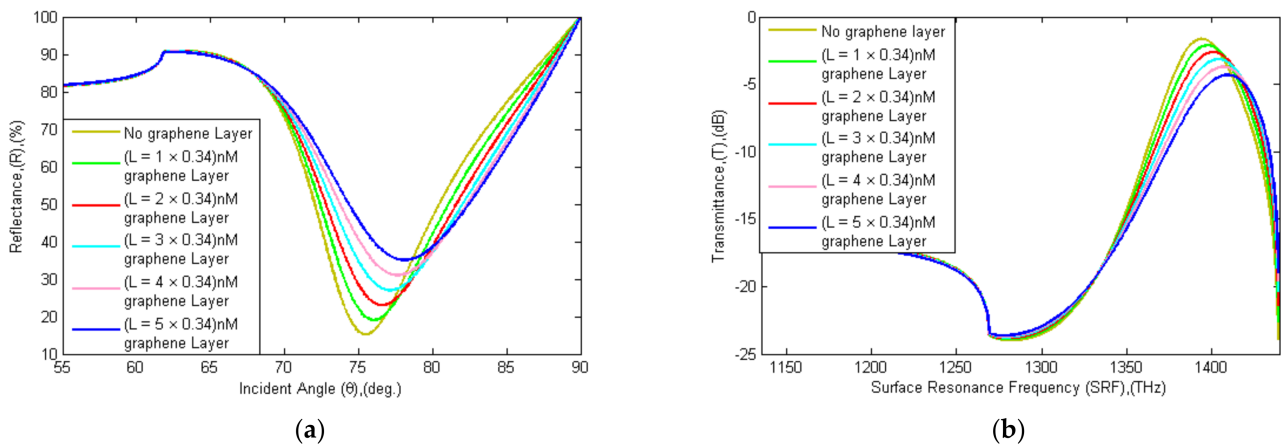 100
90
80
70
60
50
40
30
20
10
Reflectance,(R),(%)
No graphene Layer
(L = 1 × 0.34)nM
graphene Layer
(L = 2 × 0.34)nM
graphene Layer
(L = 3 × 0.34)nM
graphene Layer
(L = 4 × 0.34)nM
graphene Layer
(L = 5 × 0.34)nM
graphene Layer
55 60 65 70 75 80 85 90
Incident Angle (θ),(deg.)
(a)
0
-5
-10
-15
-20
-25
Transmittance,(T),(dB)
No graphene layer
(L = 1 × 0.34)nM
graphene Layer
(L = 2 × 0.34)nM
graphene Layer
(L = 3 × 0.34)nM
graphene Layer
(L = 4 × 0.34)nM
graphene Layer
(L = 5 × 0.34)nM
graphene Layer
1150 1200 1250 1300 1350 1400
Surface Resonance Frequency (SRF),(THz)
(b)